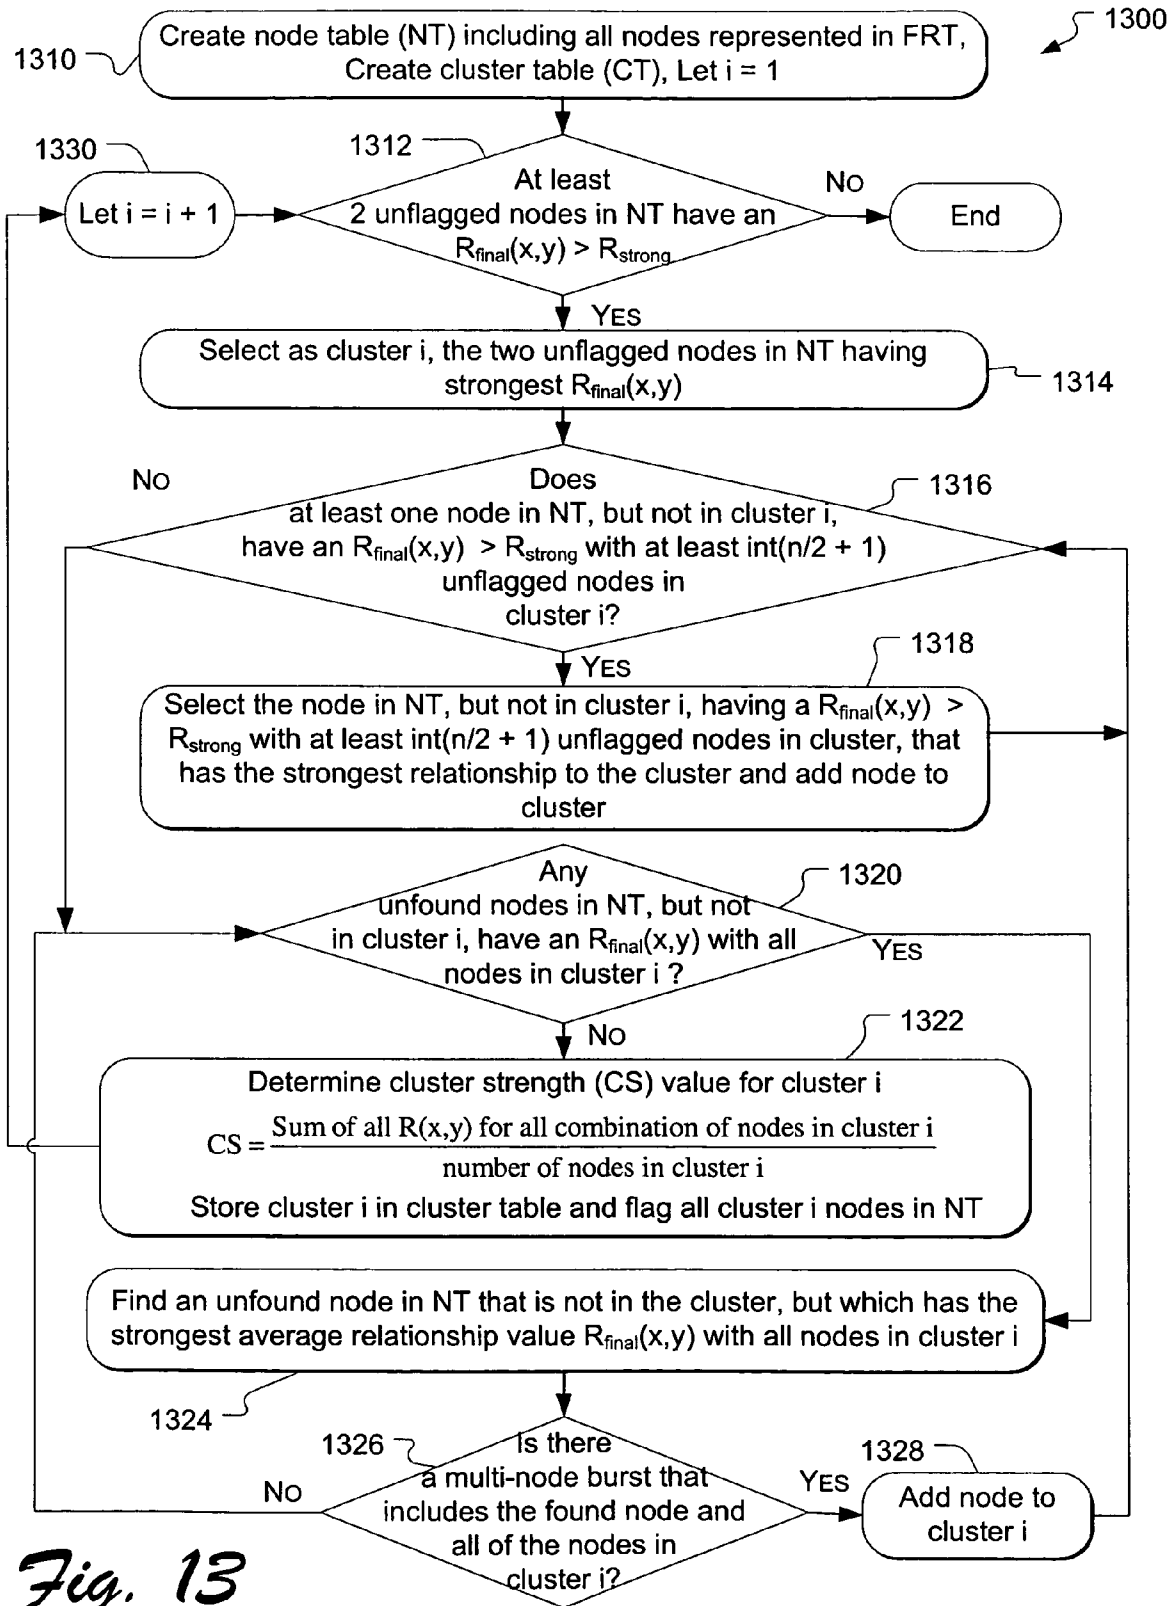 1300
Create node table (NT) including all nodes represented in FRT,
Create cluster table (CT), Let i = 1
1310
1330
Let i = i + 1
1312
At least
2 unflagged nodes in NT have an
Rfinal(x,y) > Rstrong
NO
End
YES
Select as cluster i, the two unflagged nodes in NT having
strongest Rfinal(x,y)
1314
NO
Does
at least one node in NT, but not in cluster i,
have an Rfinal(x,y) > Rstrong with at least int(n/2 + 1)
unflagged nodes in
cluster i?
1316
YES
1318
Select the node in NT, but not in cluster i, having a Rfinal(x,y) >
Rstrong with at least int(n/2 + 1) unflagged nodes in cluster, that
has the strongest relationship to the cluster and add node to
cluster
Any
unfound nodes in NT, but not
in cluster i, have an Rfinal(x,y) with all
nodes in cluster i ?
1320
YES
NO
1322
Determine cluster strength (CS) value for cluster i
CS = Sum of all R(x,y) for all combination of nodes in cluster i
number of nodes in cluster i
Store cluster i in cluster table and flag all cluster i nodes in NT
Find an unfound node in NT that is not in the cluster, but which has the
strongest average relationship value Rfinal(x,y) with all nodes in cluster i
1324
1326
Is there
a multi-node burst that
includes the found node and
all of the nodes in
cluster i?
NO
YES
1328
Add node to
cluster i
Fig. 13